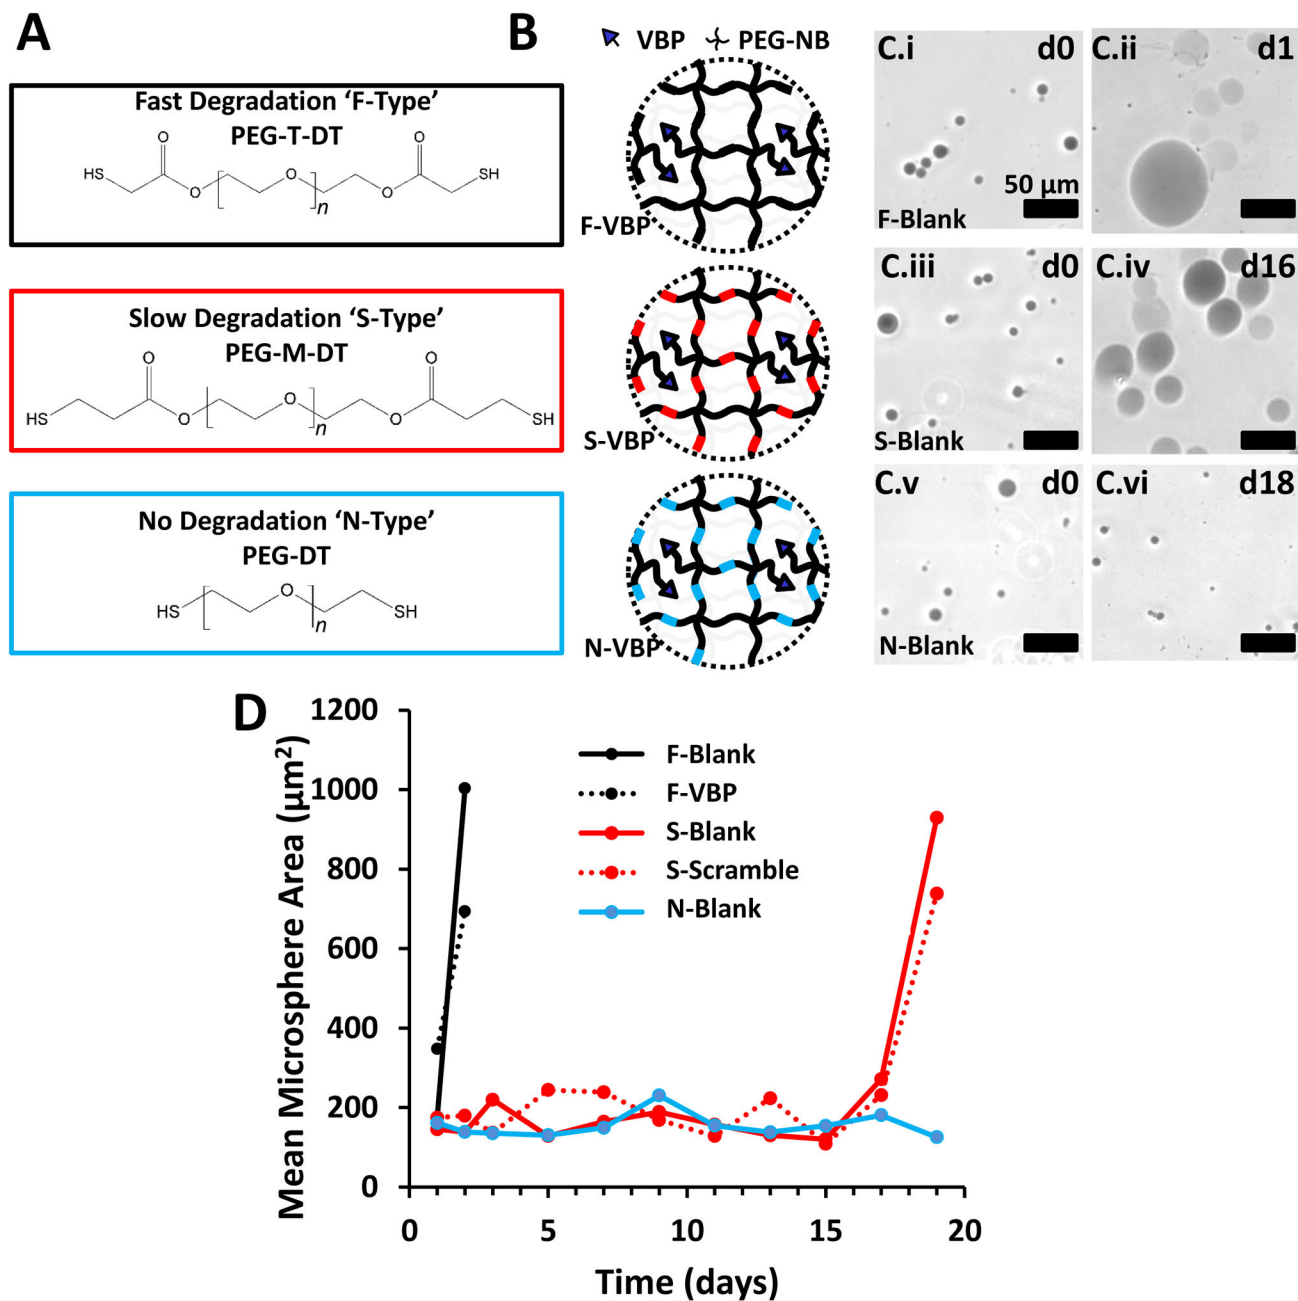 A
Fast Degradation ‘F-Type’
PEG-T-DT
HS
O
O
n
O
O
O
SH
Slow Degradation ‘S-Type’
PEG-M-DT
HS
O
O
n
O
O
O
SH
No Degradation ‘N-Type’
PEG-DT
HS
O
n
SH
B
VBP PEG-NB
F-VBP
S-VBP
N-VBP
C.i d0
50 µm
F-Blank
C.ii d1
C.iii d0
S-Blank
C.iv d16
C.v d0
N-Blank
C.vi d18
D
Mean Microsphere Area (µm²)
1200
1000
800
600
400
200
0
F-Blank
F-VBP
S-Blank
S-Scramble
N-Blank
0 5 10 15 20
Time (days)